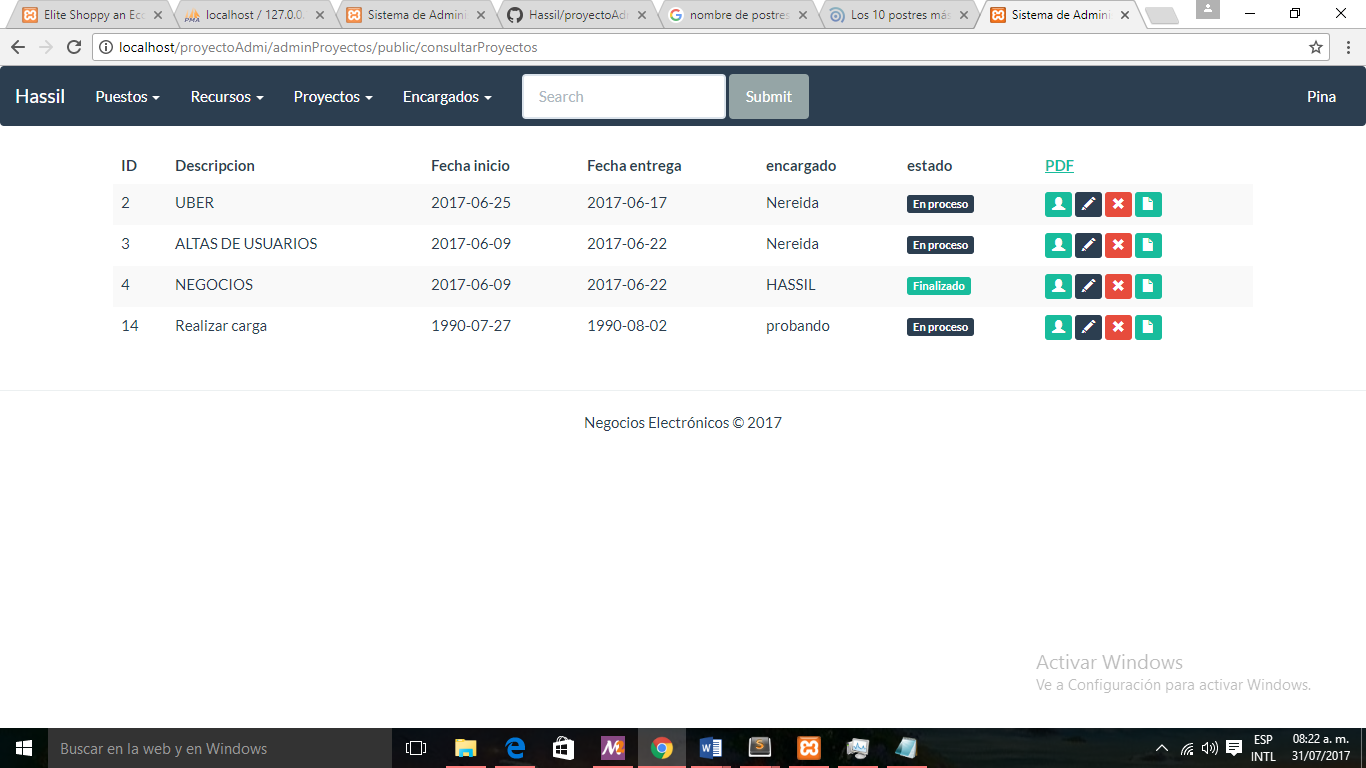 Elite Shoppy an Eco
localhost / 127.0.0.
Sistema de Admini
Hassil/proyectoAdm
nombre de postres
Los 10 postres más
Sistema de Admini
localhost/proyectoAdmi/adminProyectos/public/consultarProyectos
Hassil Puestos Recursos Proyectos Encargados Search Submit Pina
ID Descripcion Fecha inicio Fecha entrega encargado estado PDF
2 UBER 2017-06-25 2017-06-17 Nereida En proceso
3 ALTAS DE USUARIOS 2017-06-09 2017-06-22 Nereida En proceso
4 NEGOCIOS 2017-06-09 2017-06-22 HASSIL Finalizado
14 Realizar carga 1990-07-27 1990-08-02 probando En proceso
Negocios Electrónicos © 2017
Activar Windows
Ve a Configuración para activar Windows.
Buscar en la web y en Windows
ESP
INTL
08:22 a. m.
31/07/2017